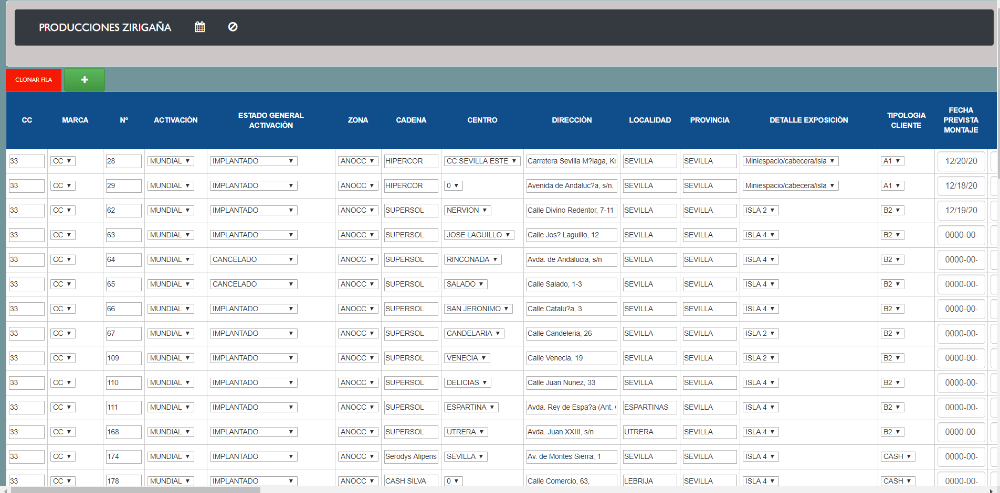 PRODUCCIONES ZIRIGAÑA
CLONAR FILA
CC MARCA Nº ACTIVACIÓN ESTADO GENERAL ACTIVACIÓN ZONA CADENA CENTRO DIRECCIÓN LOCALIDAD PROVINCIA DETALLE EXPOSICIÓN TIPOLOGIA CLIENTE FECHA PREVISTA MONTAJE
33 CC 28 MUNDIAL IMPLANTADO ANOCC HIPERCOR CC SEVILLA ESTE Carretera Sevilla M?laga, Kr SEVILLA SEVILLA Miniespacio/cabecera/isla A1 12/20/20
33 CC 29 MUNDIAL IMPLANTADO ANOCC HIPERCOR 0 Avenida de Andaluc?a, s/n, SEVILLA SEVILLA Miniespacio/cabecera/isla A1 12/18/20
33 CC 62 MUNDIAL IMPLANTADO ANOCC SUPERSOL NERVION Calle Divino Redentor, 7-11 SEVILLA SEVILLA ISLA 2 B2 12/19/20
33 CC 63 MUNDIAL IMPLANTADO ANOCC SUPERSOL JOSE LAGUILLO Calle Jos? Laguillo, 12 SEVILLA SEVILLA ISLA 4 B2 0000-00-
33 CC 64 MUNDIAL CANCELADO ANOCC SUPERSOL RINCONADA Avda. de Andalucia, s/n SEVILLA SEVILLA ISLA 4 B2 0000-00-
33 CC 65 MUNDIAL CANCELADO ANOCC SUPERSOL SALADO Calle Salado, 1-3 SEVILLA SEVILLA ISLA 4 B2 0000-00-
33 CC 66 MUNDIAL IMPLANTADO ANOCC SUPERSOL SAN JERONIMO Calle Catalu?a, 3 SEVILLA SEVILLA ISLA 4 B2 0000-00-
33 CC 67 MUNDIAL IMPLANTADO ANOCC SUPERSOL CANDELARIA Calle Candeleria, 26 SEVILLA SEVILLA ISLA 2 B2 0000-00-
33 CC 109 MUNDIAL IMPLANTADO ANOCC SUPERSOL VENECIA Calle Venecia, 19 SEVILLA SEVILLA ISLA 2 B2 0000-00-
33 CC 110 MUNDIAL IMPLANTADO ANOCC SUPERSOL DELICIAS Calle Juan Nunez, 33 SEVILLA SEVILLA ISLA 4 B2 0000-00-
33 CC 111 MUNDIAL IMPLANTADO ANOCC SUPERSOL ESPARTINA Avda. Rey de Espa?a (Ant. ESPARTINAS SEVILLA ISLA 4 B2 0000-00-
33 CC 168 MUNDIAL IMPLANTADO ANOCC SUPERSOL UTRERA Avda. Juan XXIII, s/n UTRERA SEVILLA ISLA 4 B2 0000-00-
33 CC 174 MUNDIAL IMPLANTADO ANOCC Serodys Alipensa SEVILLA Av. de Montes Sierra, 1 SEVILLA SEVILLA ISLA 4 CASH 0000-00-
33 CC 178 MUNDIAL IMPLANTADO ANOCC CASH SILVA 0 Calle Comercio, 63, LEBRIJA SEVILLA ISLA 4 CASH 0000-00-